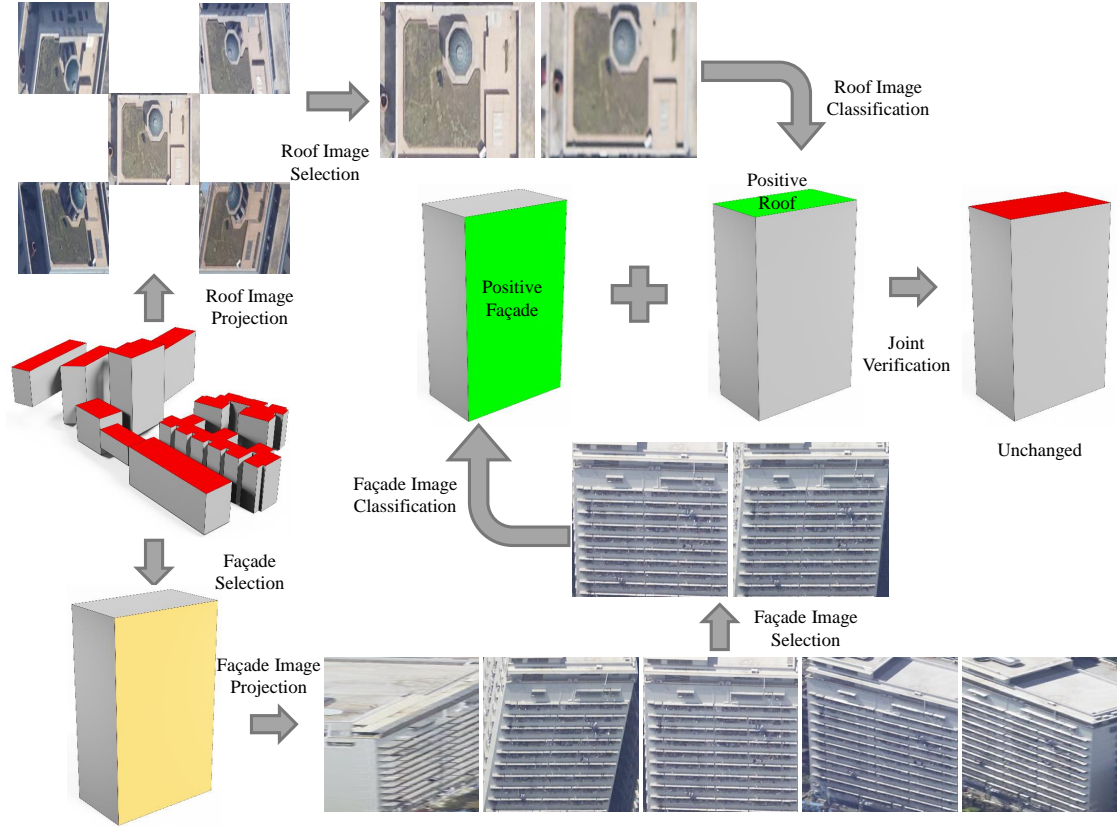 Roof Image
Selection
Roof Image
Classification
Roof Image
Projection
Positive
Roof
Positive
Façade
Joint
Verification
Unchanged
Façade Image
Classification
Façade
Selection
Façade Image
Selection
Façade Image
Projection